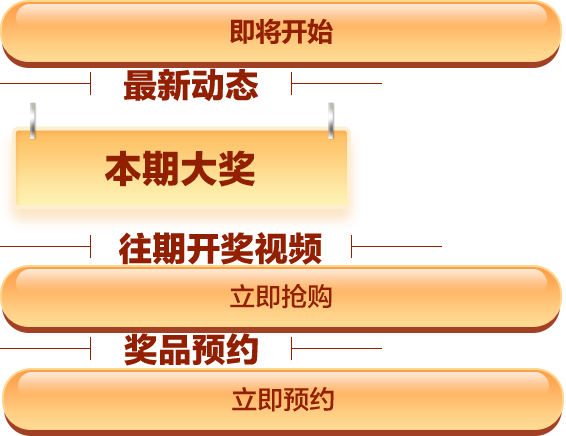 即将开始
最新动态
本期大奖
往期开奖视频
立即抢购
奖品预约
立即预约